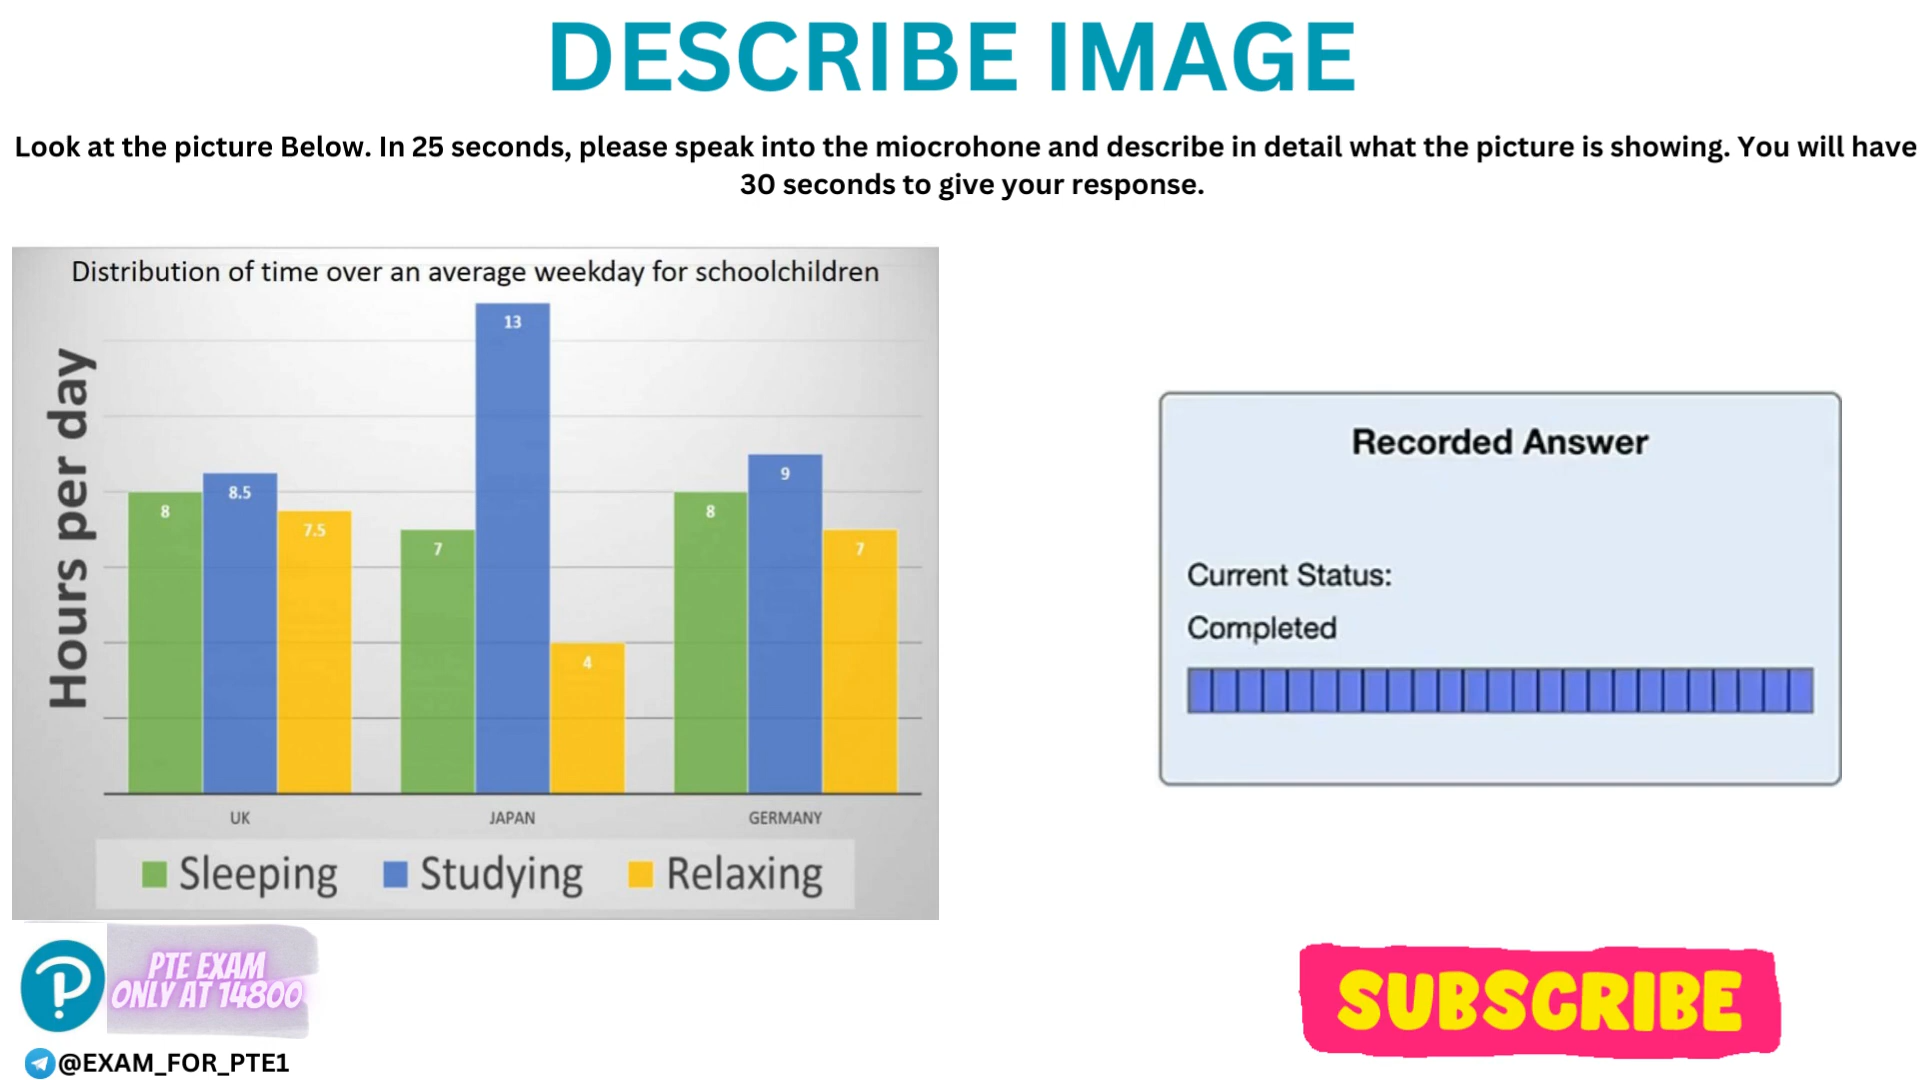 DESCRIBE IMAGE
Look at the picture Below. In 25 seconds, please speak into the miocrohone and describe in detail what the picture is showing. You will have
30 seconds to give your response.
Distribution of time over an average weekday for schoolchildren
Hours per day
8
8.5
7.5
7
13
4
8
9
7
UK
JAPAN
GERMANY
Sleeping
Studying
Relaxing
Recorded Answer
Current Status:
Completed
PTE EXAM
ONLY AT 14800
@EXAM_FOR_PTE1
SUBSCRIBE